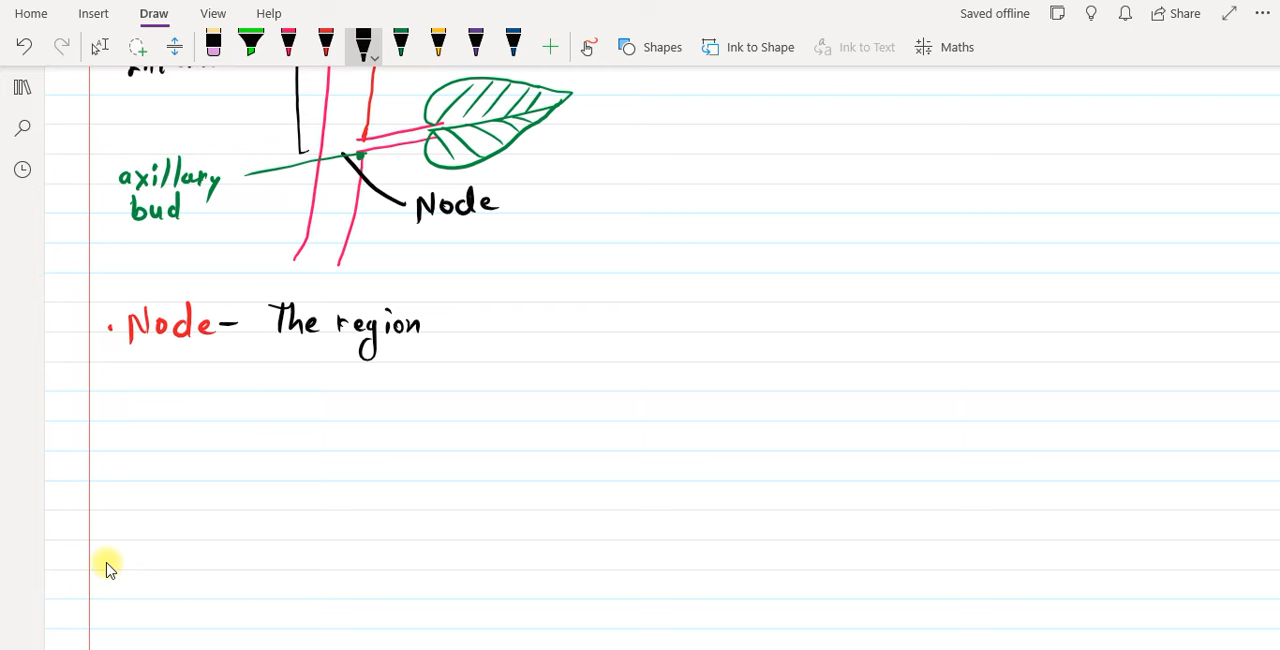 Home Insert Draw View Help Saved offline Share
Shapes Ink to Shape Ink to Text Maths
axillary
bud
Node
· Node- The region